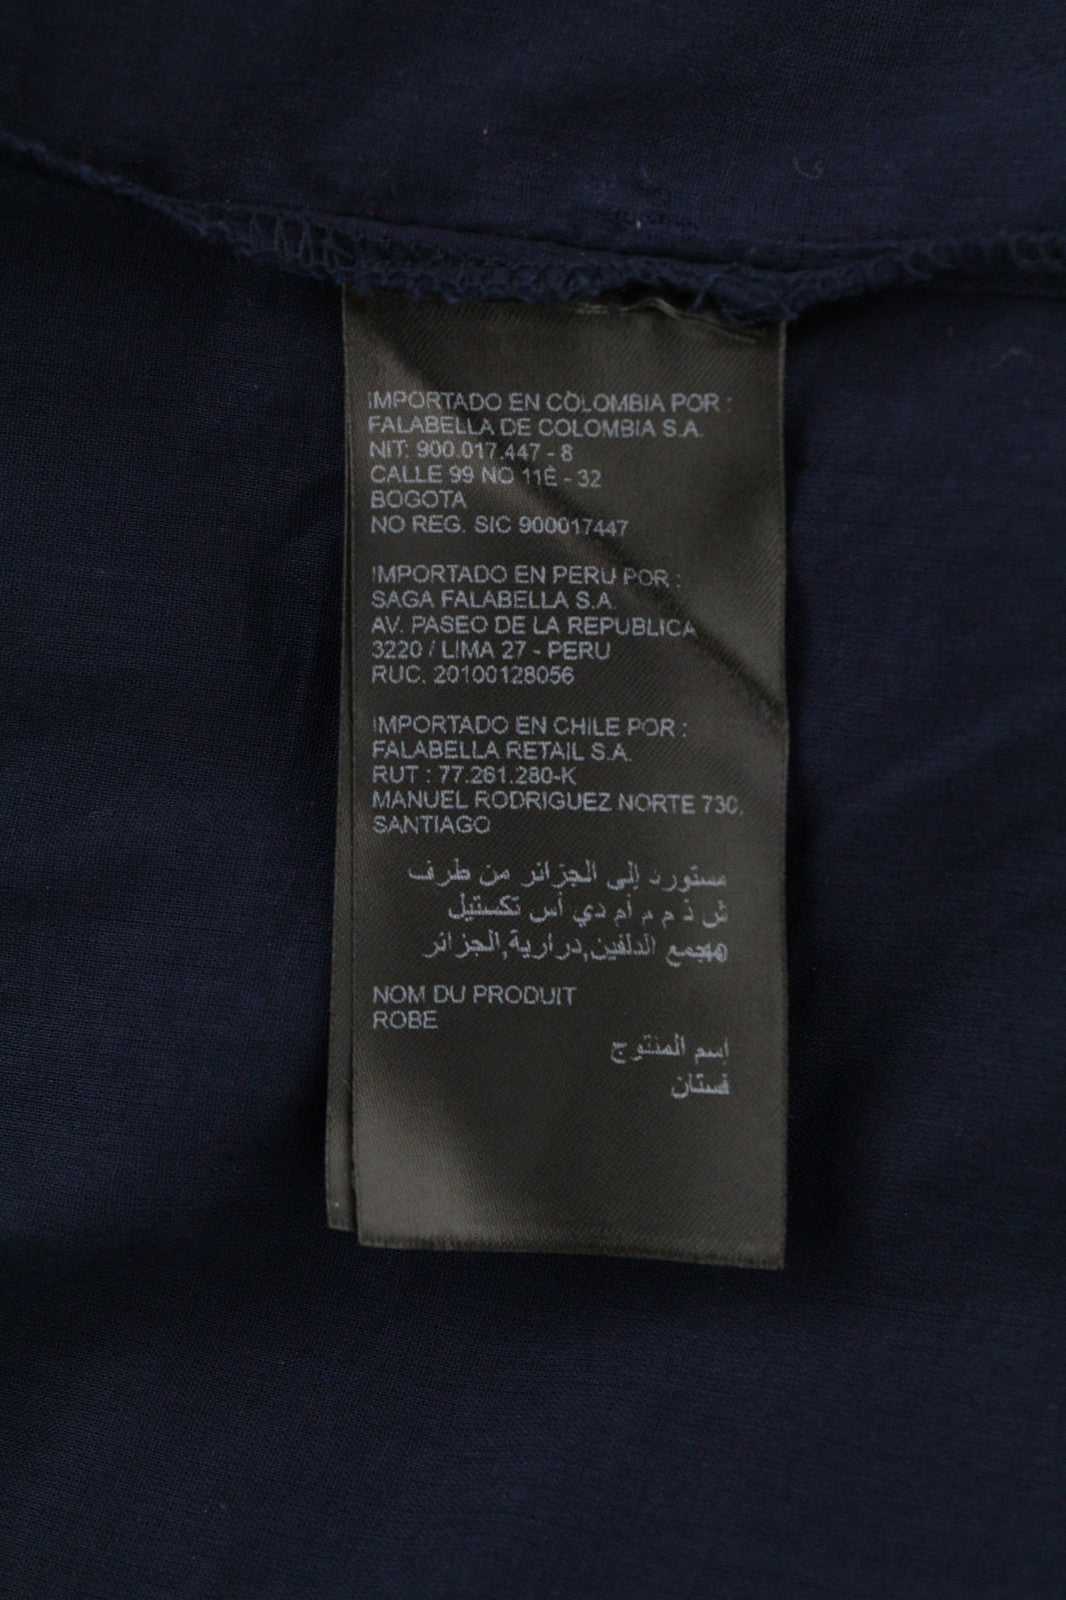 IMPORTADO EN COLOMBIA POR :
FALABELLA DE COLOMBIA S.A.
NIT: 900.017.447 - 8
CALLE 99 NO 11E - 32
BOGOTA
NO REG. SIC 900017447
IMPORTADO EN PERU POR :
SAGA FALABELLA S.A.
AV. PASEO DE LA REPUBLICA
3220 / LIMA 27 - PERU
RUC. 20100128056
IMPORTADO EN CHILE POR :
FALABELLA RETAIL S.A.
RUT : 77.261.280-K
MANUEL RODRIGUEZ NORTE 730.
SANTIAGO
مستورد إلى الجزائر من طرف
ش ذ م م أم دي أس تكستيل
الدلفين,درارية,الجزائر
NOM DU PRODUIT
ROBE
إسم المنتوج
فستان